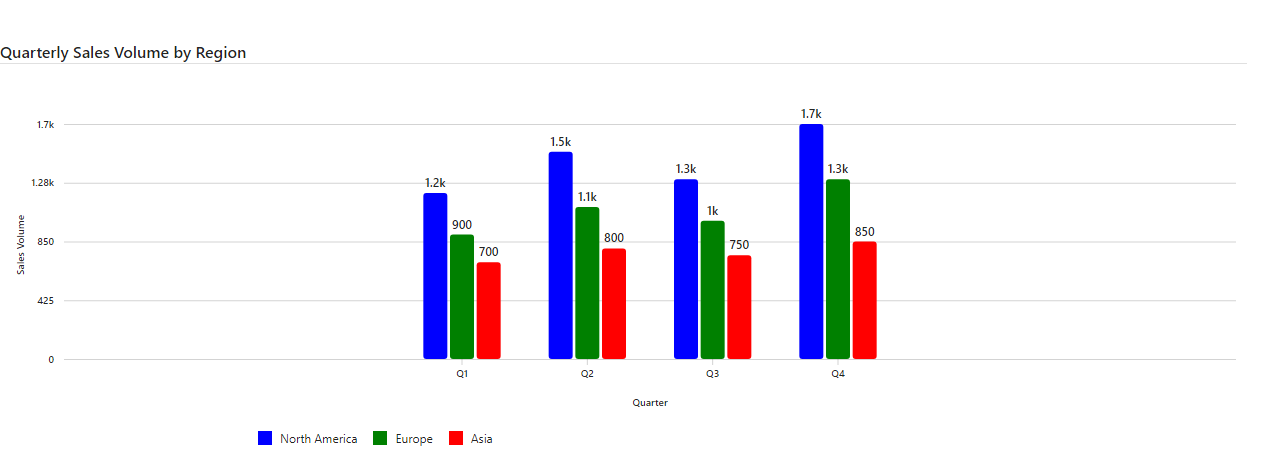 Quarterly Sales Volume by Region
1.7k
1.7k
1.5k
1.3k
1.3k
1.28k
1.2k
1.1k
1k
900
850
850
800
750
700
425
0
Sales Volume
Q1 Q2 Q3 Q4
Quarter
North America Europe Asia